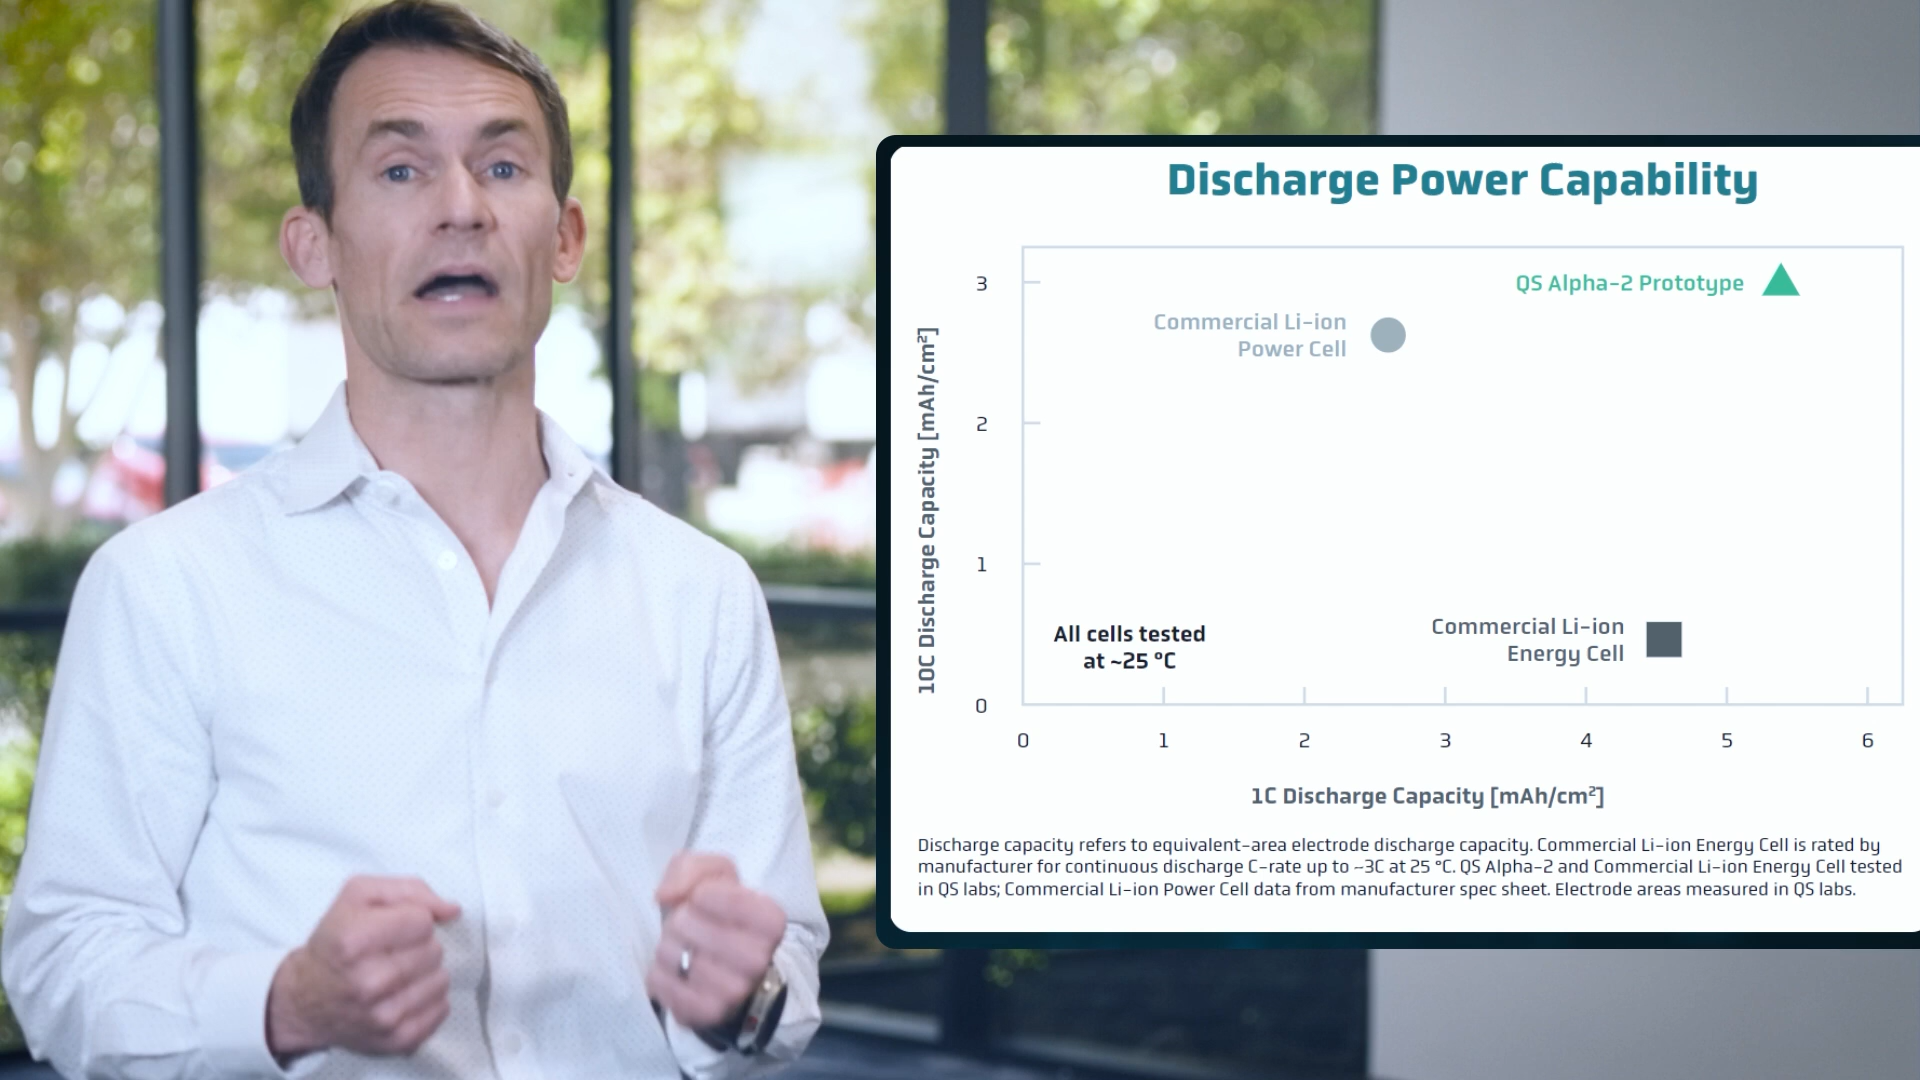 Discharge Power Capability
10C Discharge Capacity [mAh/cm²]
3
2
1
0
QS Alpha-2 Prototype
Commercial Li-ion
Power Cell
Commercial Li-ion
Energy Cell
All cells tested
at ~25 °C
0 1 2 3 4 5 6
1C Discharge Capacity [mAh/cm²]
Discharge capacity refers to equivalent-area electrode discharge capacity. Commercial Li-ion Energy Cell is rated by
manufacturer for continuous discharge C-rate up to ~3C at 25 °C. QS Alpha-2 and Commercial Li-ion Energy Cell tested
in QS labs; Commercial Li-ion Power Cell data from manufacturer spec sheet. Electrode areas measured in QS labs.